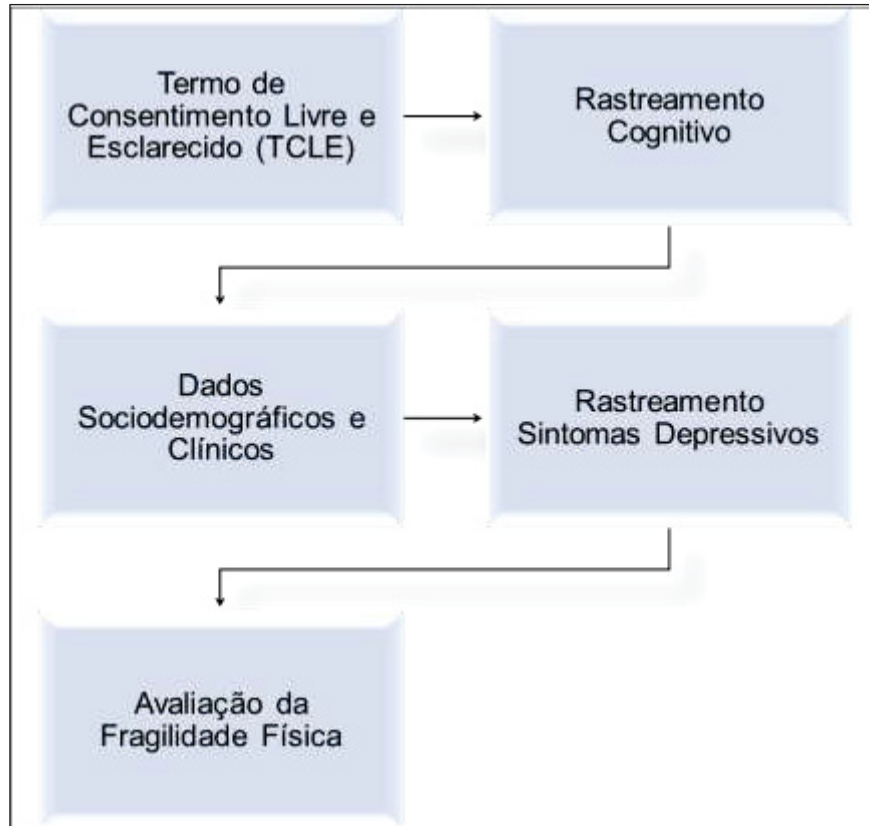 Termo de
Consentimento Livre e
Esclarecido (TCLE)
Rastreamento
Cognitivo
Dados
Sociodemográficos e
Clínicos
Rastreamento
Sintomas Depressivos
Avaliação da
Fragilidade Física